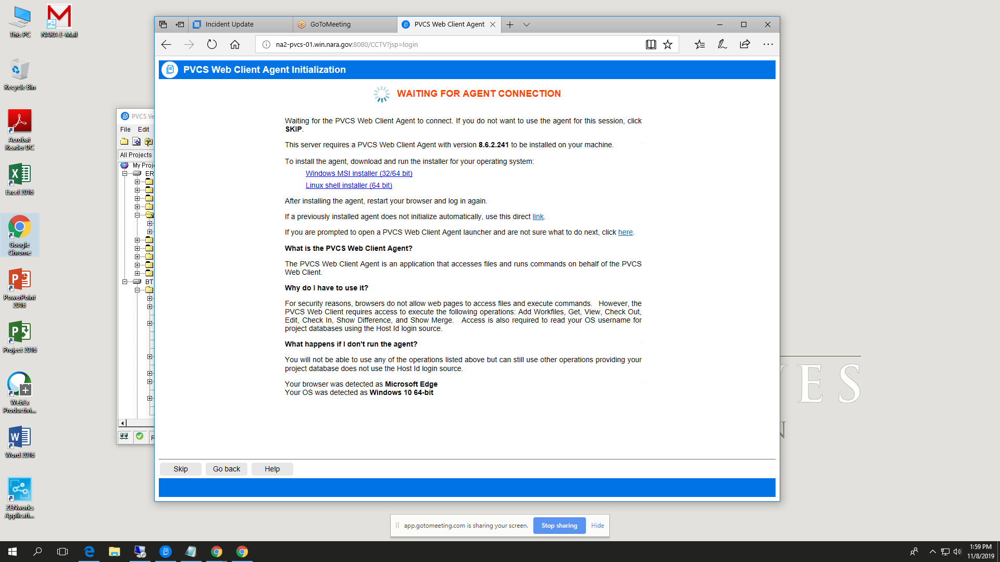 This PC
NARA E-Mail
Recycle Bin
Acrobat
Reader DC
Excel 2016
Google
Chrome
PowerPoint
2016
Project 2016
WebEx
Productivi...
Word 2016
ZENworks
Applicati...
PVCS Ve
File Edit
All Projects
My Proj
ER
BT
R
Incident Update
GoToMeeting
PVCS Web Client Agent
na2-pvcs-01.win.nara.gov:8080/CCTV?jsp=login
PVCS Web Client Agent Initialization
WAITING FOR AGENT CONNECTION
Waiting for the PVCS Web Client Agent to connect. If you do not want to use the agent for this session, click
SKIP.
This server requires a PVCS Web Client Agent with version 8.6.2.241 to be installed on your machine.
To install the agent, download and run the installer for your operating system:
Windows MSI installer (32/64 bit)
Linux shell installer (64 bit)
After installing the agent, restart your browser and log in again.
If a previously installed agent does not initialize automatically, use this direct link.
If you are prompted to open a PVCS Web Client Agent launcher and are not sure what to do next, click here.
What is the PVCS Web Client Agent?
The PVCS Web Client Agent is an application that accesses files and runs commands on behalf of the PVCS
Web Client.
Why do I have to use it?
For security reasons, browsers do not allow web pages to access files and execute commands. However, the
PVCS Web Client requires access to execute the following operations: Add Workfiles, Get, View, Check Out,
Edit, Check In, Show Difference, and Show Merge. Access is also required to read your OS username for
project databases using the Host Id login source.
What happens if I don't run the agent?
You will not be able to use any of the operations listed above but can still use other operations providing your
project database does not use the Host Id login source.
Your browser was detected as Microsoft Edge
Your OS was detected as Windows 10 64-bit
Skip Go back Help
VES
N
app.gotomeeting.com is sharing your screen. Stop sharing Hide
1:59 PM
11/8/2019